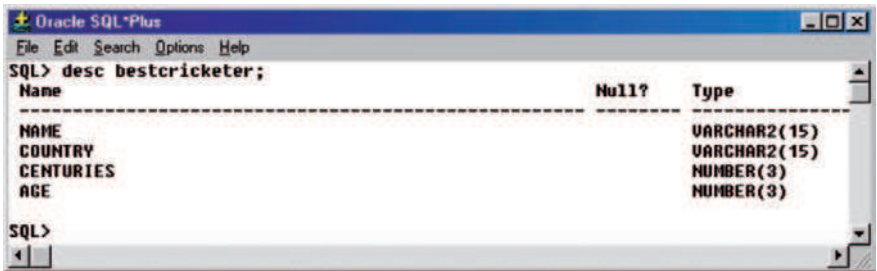 Oracle SQL*Plus
File Edit Search Options Help
SQL> desc bestcricketer;
Name Null? Type
----------------------------------------------------- -------- --------------
NAME VARCHAR2(15)
COUNTRY VARCHAR2(15)
CENTURIES NUMBER(3)
AGE NUMBER(3)
SQL>